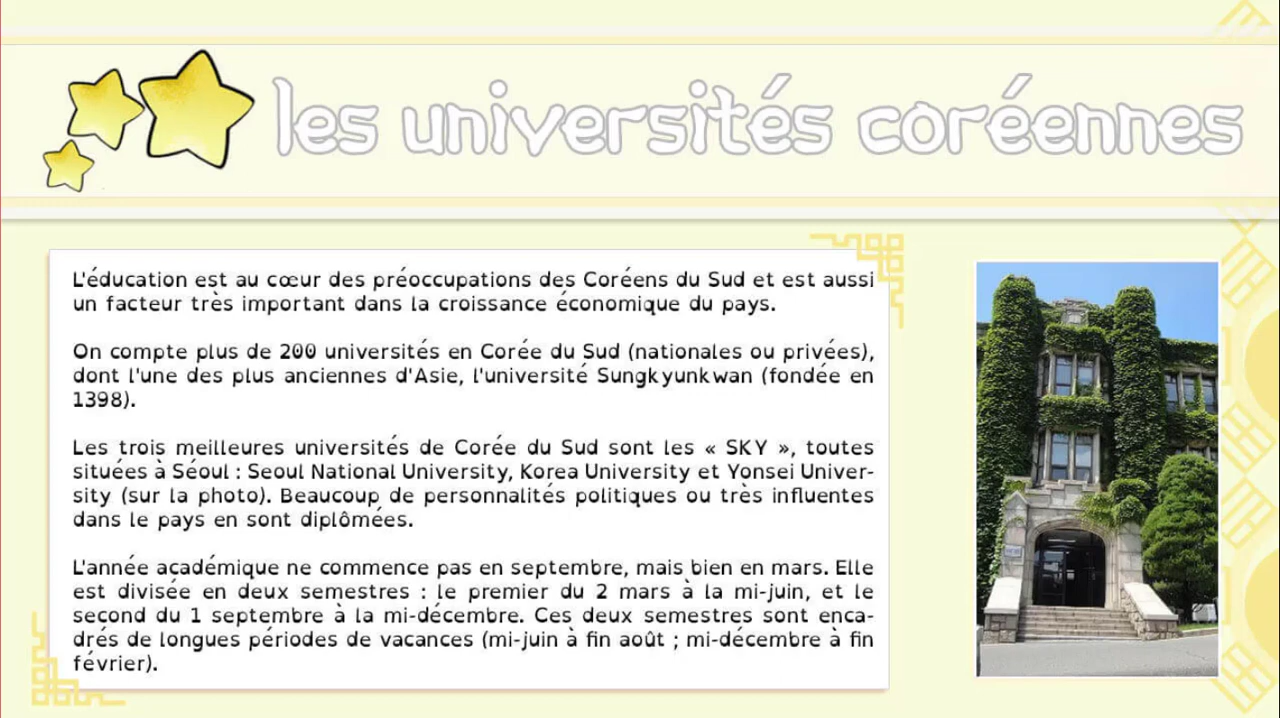 les universités coréennes
L'éducation est au cœur des préoccupations des Coréens du Sud et est aussi
un facteur très important dans la croissance économique du pays.
On compte plus de 200 universités en Corée du Sud (nationales ou privées),
dont l'une des plus anciennes d'Asie, l'université Sungkyunkwan (fondée en
1398).
Les trois meilleures universités de Corée du Sud sont les « SKY », toutes
situées à Séoul : Seoul National University, Korea University et Yonsei Univer-
sity (sur la photo). Beaucoup de personnalités politiques ou très influentes
dans le pays en sont diplômées.
L'année académique ne commence pas en septembre, mais bien en mars. Elle
est divisée en deux semestres : le premier du 2 mars à la mi-juin, et le
second du 1 septembre à la mi-décembre. Ces deux semestres sont enca-
drés de longues périodes de vacances (mi-juin à fin août ; mi-décembre à fin
février).